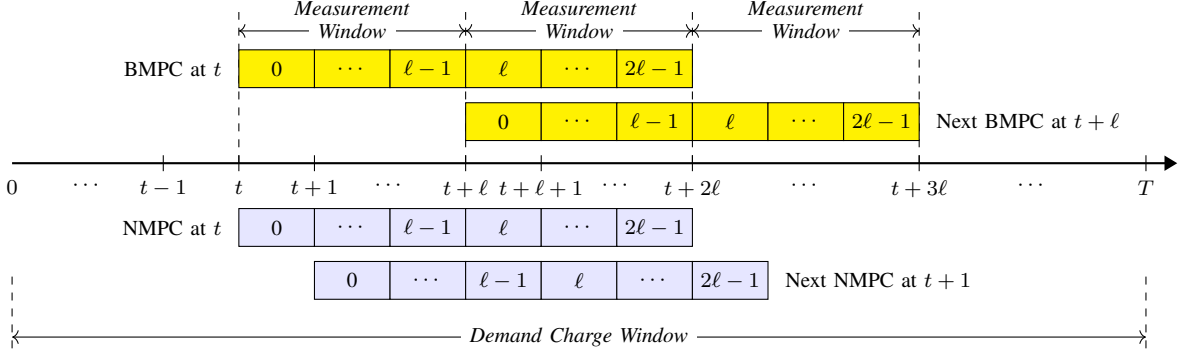 Measurement Window Measurement Window Measurement Window
BMPC at t 0 ··· ℓ − 1 ℓ ··· 2ℓ − 1
0 ··· ℓ − 1 ℓ ··· 2ℓ − 1 Next BMPC at t + ℓ
0 ··· t − 1 t t + 1 ··· t + ℓ t + ℓ + 1 ··· t + 2ℓ ··· t + 3ℓ ··· T
NMPC at t 0 ··· ℓ − 1 ℓ ··· 2ℓ − 1
0 ··· ℓ − 1 ℓ ··· 2ℓ − 1 Next NMPC at t + 1
Demand Charge Window